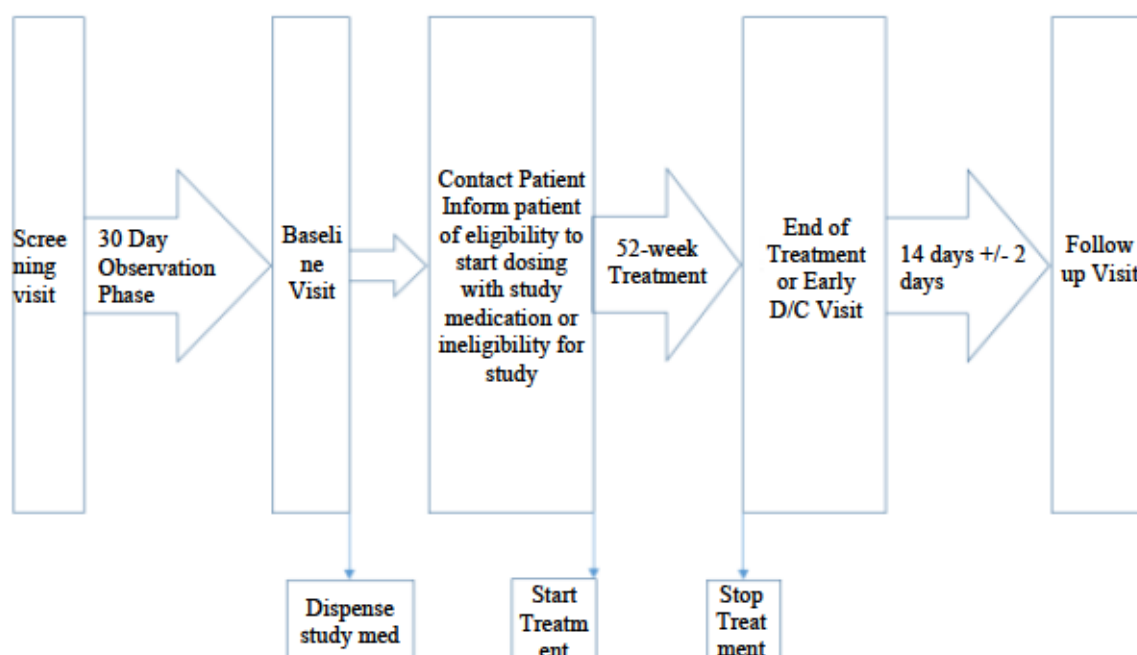 Scree
ning
visit
30 Day
Observation
Phase
Baseli
ne
Visit
Contact Patient
Inform patient
of eligibility to
start dosing
with study
medication or
ineligibility for
study
52-week
Treatment
End of
Treatment
or Early
D/C Visit
14 days +/- 2
days
Follow
up Visit
Dispense
study med
Start
Treatm
ent
Stop
Treat
ment